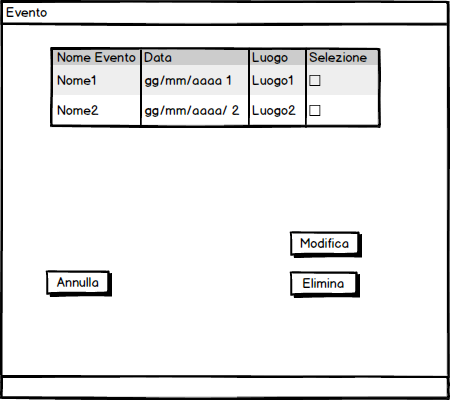 Evento
Nome Evento Data Luogo Selezione
Nome1 gg/mm/aaaa 1 Luogo1
Nome2 gg/mm/aaaa/ 2 Luogo2
Modifica
Annulla Elimina